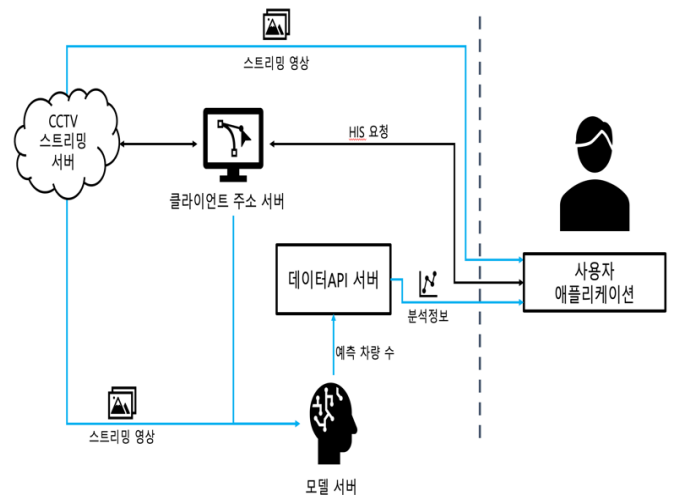 스트리밍 영상
CCTV
스트리밍
서버
HIS 요청
클라이언트 주소 서버
데이터API 서버
사용자
애플리케이션
분석정보
예측 차량 수
스트리밍 영상
모델 서버